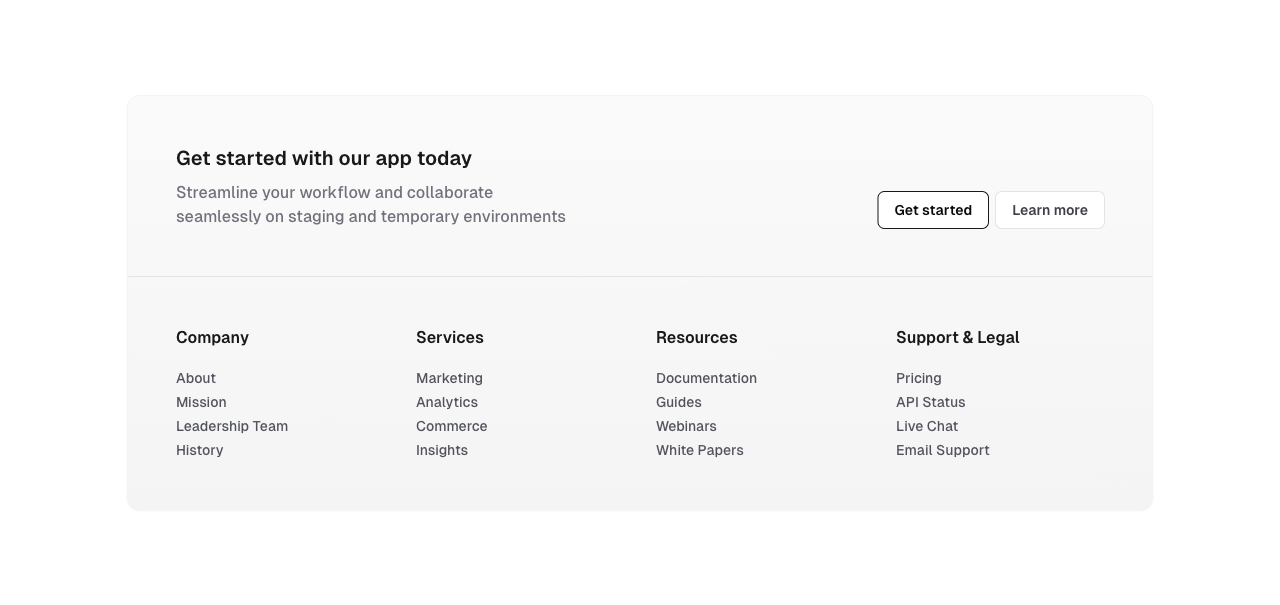 Get started with our app today
Streamline your workflow and collaborate
seamlessly on staging and temporary environments
Get started
Learn more
Company
About
Mission
Leadership Team
History
Services
Marketing
Analytics
Commerce
Insights
Resources
Documentation
Guides
Webinars
White Papers
Support & Legal
Pricing
API Status
Live Chat
Email Support